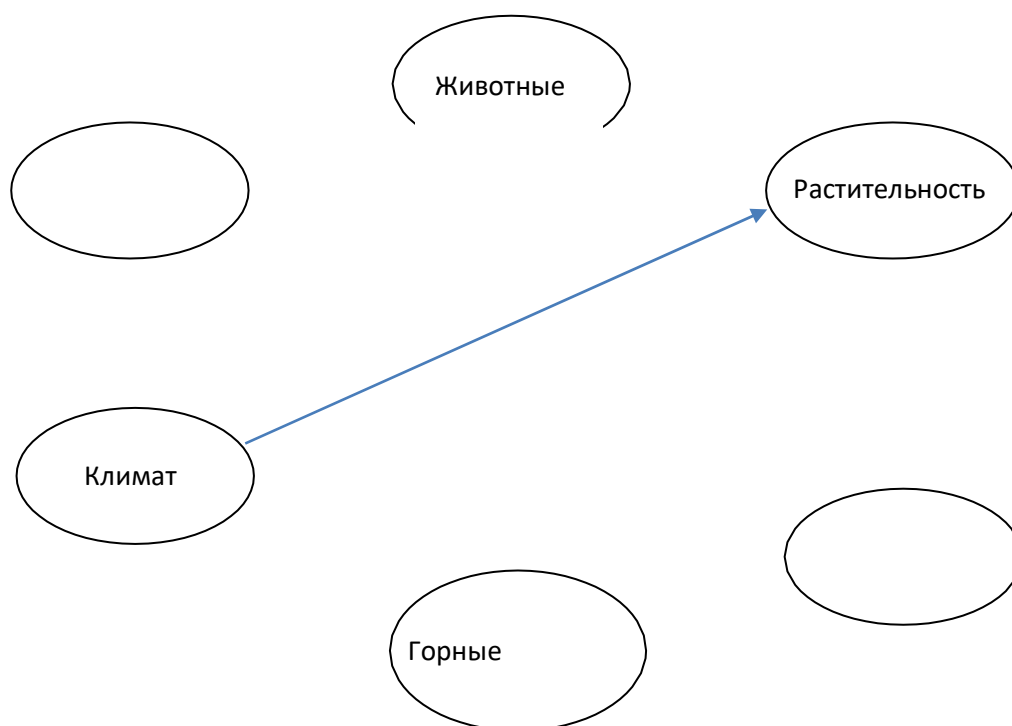 Животные
Растительность
Климат
Горные